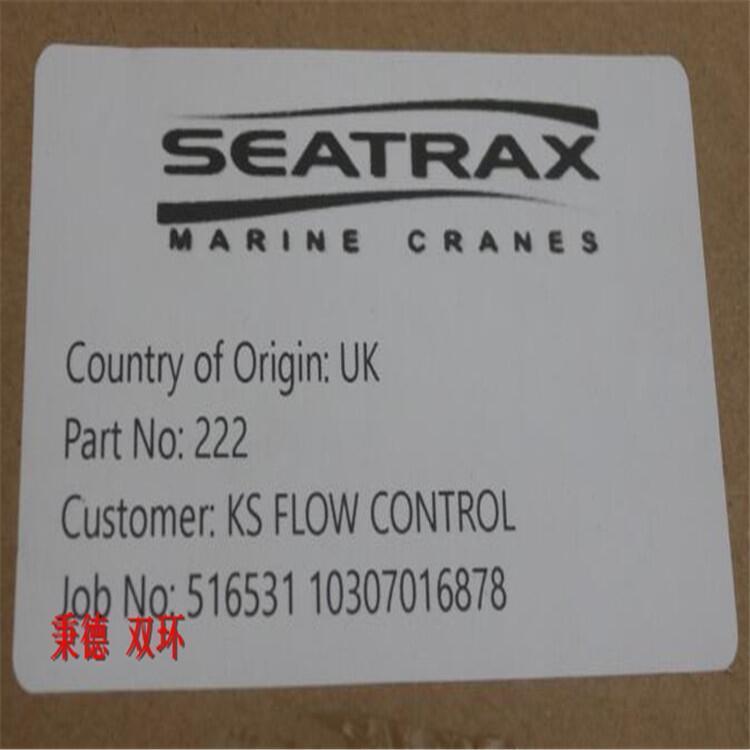 SEATRAX
MARINE CRANES
Country of Origin: UK
Part No: 222
Customer: KS FLOW CONTROL
Job No: 516531 10307016878
秉德 双环